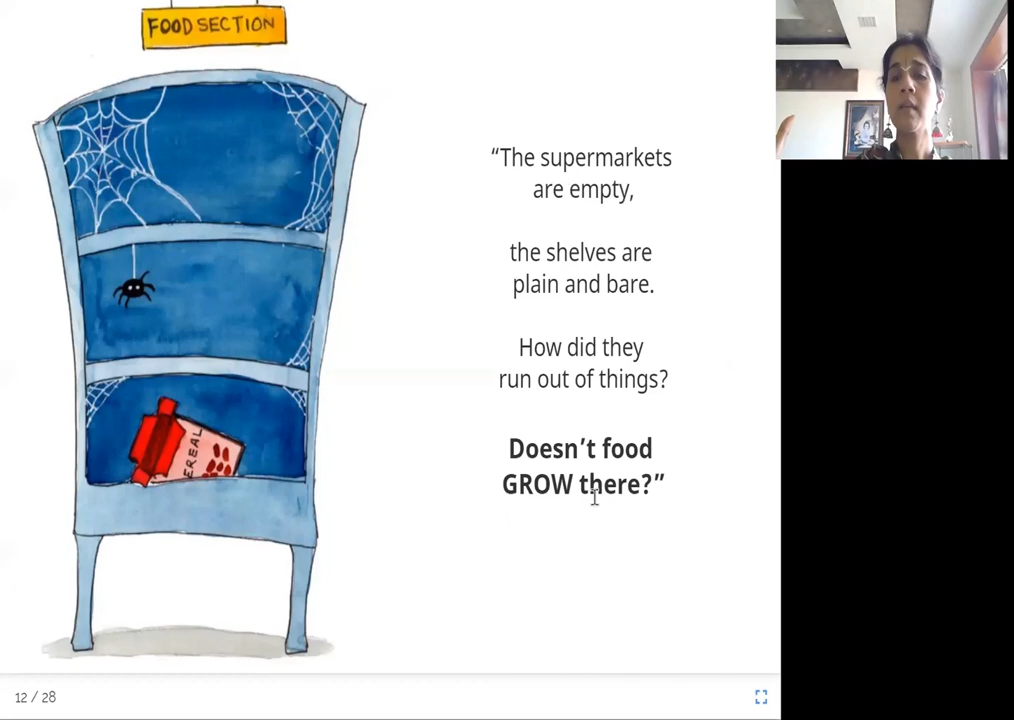 FOOD SECTION
“The supermarkets
are empty,
the shelves are
plain and bare.
How did they
run out of things?
Doesn’t food
GROW there?”
EREAL
12 / 28